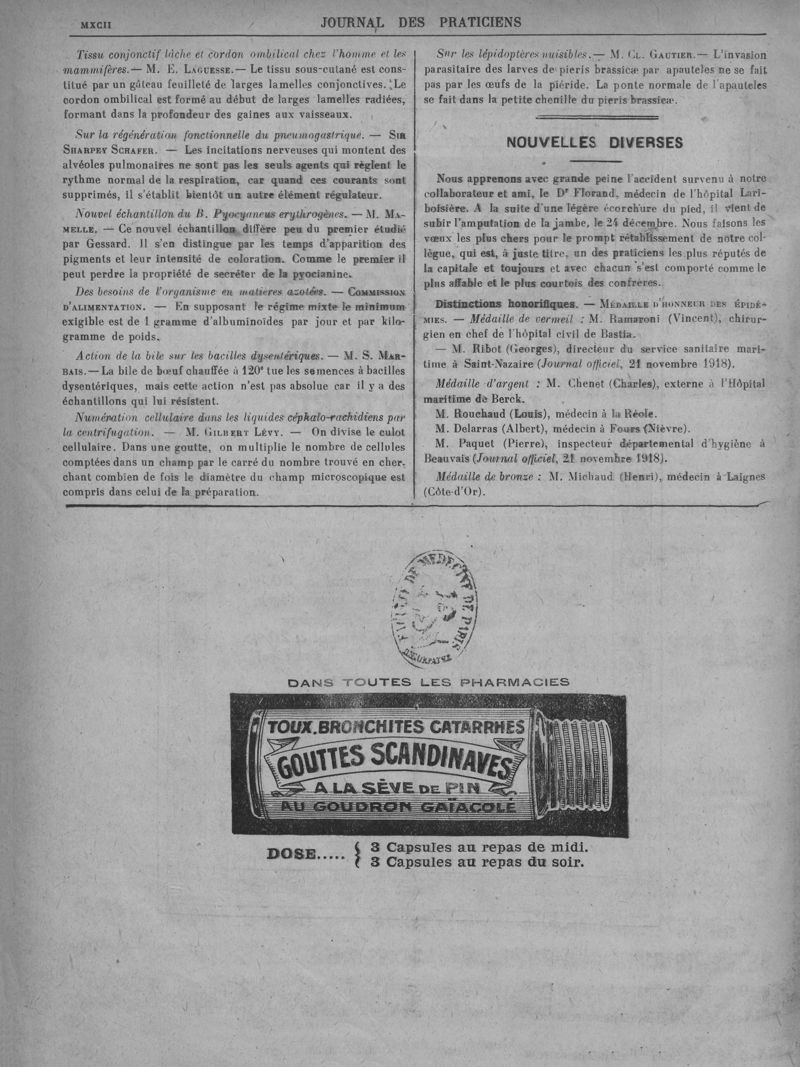 MXCII
JOURNAL DES PRATICIENS
Tissu conjonctif lâche et cordon ombilical chez l'homme et les
mammifères. — M. E. LAGUESSE. — Le tissu sous-cutané est cons-
titué par un gâteau feuilleté de larges lamelles conjonctives. Le
cordon ombilical est formé au début de larges lamelles radiées,
formant dans la profondeur des gaines aux vaisseaux.
Sur la régénération fonctionnelle du pneumogastrique. — SIR
SHARPEY SCHAFER. — Les incitations nerveuses qui montent des
alvéoles pulmonaires ne sont pas les seuls agents qui règlent le
rythme normal de la respiration, car quand ces courants sont
supprimés, il s'établit bientôt un autre élément régulateur.
Nouvel échantillon du B. Pyocyaneus erythrogènes. — M. MA-
MELLE. — Ce nouvel échantillon diffère peu du premier étudié
par Gessard. Il s'en distingue par les temps d'apparition des
pigments et leur intensité de coloration. Comme le premier il
peut perdre la propriété de secréter de la pyocianine.
Des besoins de l'organisme en matières azotées. — COMMISSION
D'ALIMENTATION. — En supposant le régime mixte le minimum
exigible est de 1 gramme d'albuminoïdes par jour et par kilo-
gramme de poids.
Action de la bile sur les bacilles dysentériques. — M. S. MAR-
BAIS. — La bile de bœuf chauffée à 120° tue les semences à bacilles
dysentériques, mais cette action n'est pas absolue car il y a des
échantillons qui lui résistent.
Numération cellulaire dans les liquides céphalo-rachidiens par
la centrifugation. — M. GILBERT LÉVY. — On divise le culot
cellulaire. Dans une goutte, on multiplie le nombre de cellules
comptées dans un champ par le carré du nombre trouvé en cher-
chant combien de fois le diamètre du champ microscopique est
compris dans celui de la préparation.
Sur les lépidoptères nuisibles. — M. CL. GAUTIER. — L'invasion
parasitaire des larves de pieris brassicæ par apauteles ne se fait
pas par les œufs de la piéride. La ponte normale de l'apauteles
se fait dans la petite chenille du pieris brassicæ.
NOUVELLES DIVERSES
Nous apprenons avec grande peine l'accident survenu à notre
collaborateur et ami, le Dr Florand, médecin de l'hôpital Lari-
boisière. A la suite d'une légère écorchure du pied, il vient de
subir l'amputation de la jambe, le 24 décembre. Nous faisons les
vœux les plus chers pour le prompt rétablissement de notre col-
lègue, qui est, à juste titre, un des praticiens les plus réputés de
la capitale et toujours et avec chacun s'est comporté comme le
plus affable et le plus courtois des confrères.
Distinctions honorifiques. — MÉDAILLE D'HONNEUR DES ÉPIDÉ-
MIES. — Médaille de vermeil : M. Ramaroni (Vincent), chirur-
gien en chef de l'hôpital civil de Bastia.
— M. Ribot (Georges), directeur du service sanitaire mari-
time à Saint-Nazaire (Journal officiel, 21 novembre 1918).
Médaille d'argent : M. Chenet (Charles), externe à l'Hôpital
maritime de Berck.
M. Rouchaud (Louis), médecin à la Réole.
M. Delarras (Albert), médecin à Fours (Nièvre).
M. Paquet (Pierre), inspecteur départemental d'hygiène à
Beauvais (Journal officiel, 21 novembre 1918).
Médaille de bronze : M. Michaud (Henri), médecin à Laignes
(Côte-d'Or).
DE MEDECINE DE PARIS
DANS TOUTES LES PHARMACIES
TOUX. BRONCHITES CATARRHES
GOUTTES SCANDINAVES
A LA SÈVE DE PIN
AU GOUDRON GAÏACOLÉ
DOSE..... { 3 Capsules au repas de midi.
3 Capsules au repas du soir.